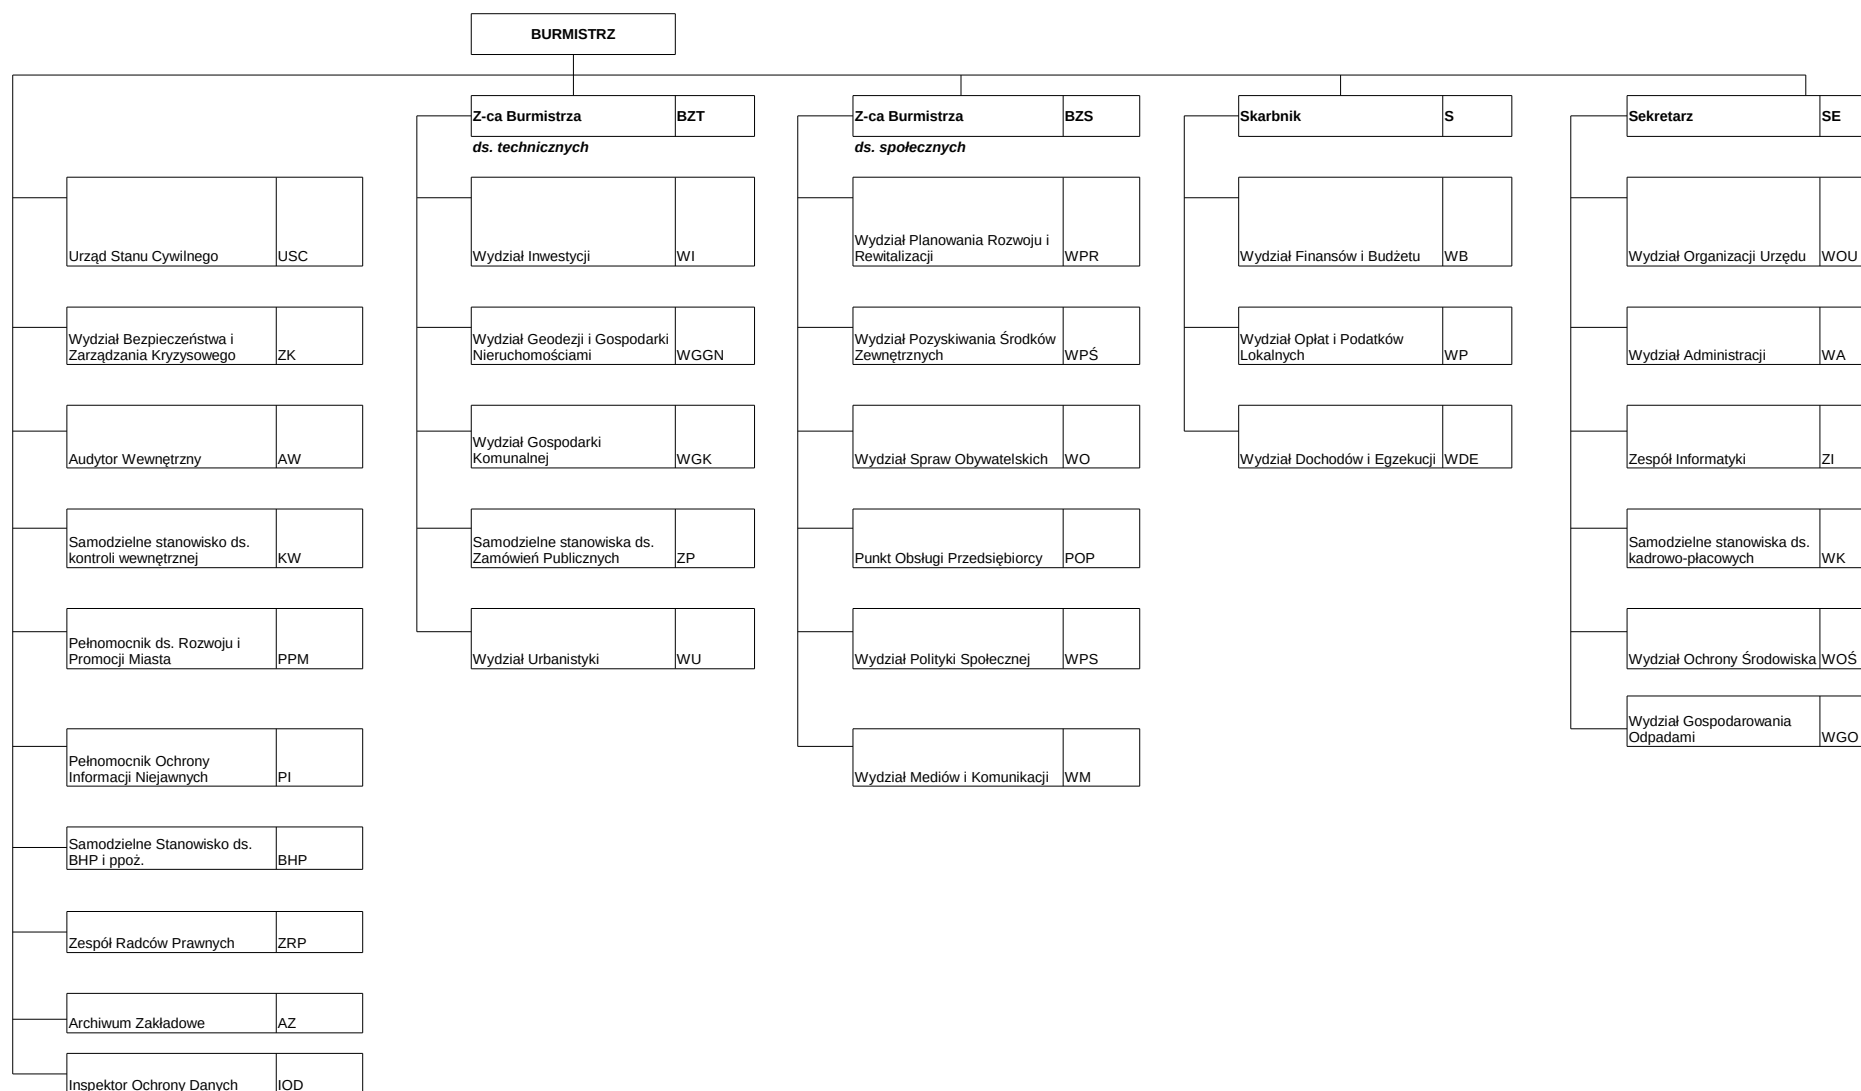 BURMISTRZ
Z-ca Burmistrza BZT
ds. technicznych
Z-ca Burmistrza BZS
ds. społecznych
Skarbnik S
Sekretarz SE
Urząd Stanu Cywilnego USC
Wydział Bezpieczeństwa i
Zarządzania Kryzysowego ZK
Audytor Wewnętrzny AW
Samodzielne stanowisko ds.
kontroli wewnętrznej KW
Pełnomocnik ds. Rozwoju i
Promocji Miasta PPM
Pełnomocnik Ochrony
Informacji Niejawnych PI
Samodzielne Stanowisko ds.
BHP i ppoż. BHP
Zespół Radców Prawnych ZRP
Archiwum Zakładowe AZ
Inspektor Ochrony Danych IOD
Wydział Inwestycji WI
Wydział Geodezji i Gospodarki
Nieruchomościami WGGN
Wydział Gospodarki
Komunalnej WGK
Samodzielne stanowiska ds.
Zamówień Publicznych ZP
Wydział Urbanistyki WU
Wydział Planowania Rozwoju i
Rewitalizacji WPR
Wydział Pozyskiwania Środków
Zewnętrznych WPŚ
Wydział Spraw Obywatelskich WO
Punkt Obsługi Przedsiębiorcy POP
Wydział Polityki Społecznej WPS
Wydział Mediów i Komunikacji WM
Wydział Finansów i Budżetu WB
Wydział Opłat i Podatków
Lokalnych WP
Wydział Dochodów i Egzekucji WDE
Wydział Organizacji Urzędu WOU
Wydział Administracji WA
Zespół Informatyki ZI
Samodzielne stanowiska ds.
kadrowo-płacowych WK
Wydział Ochrony Środowiska WOŚ
Wydział Gospodarowania
Odpadami WGO